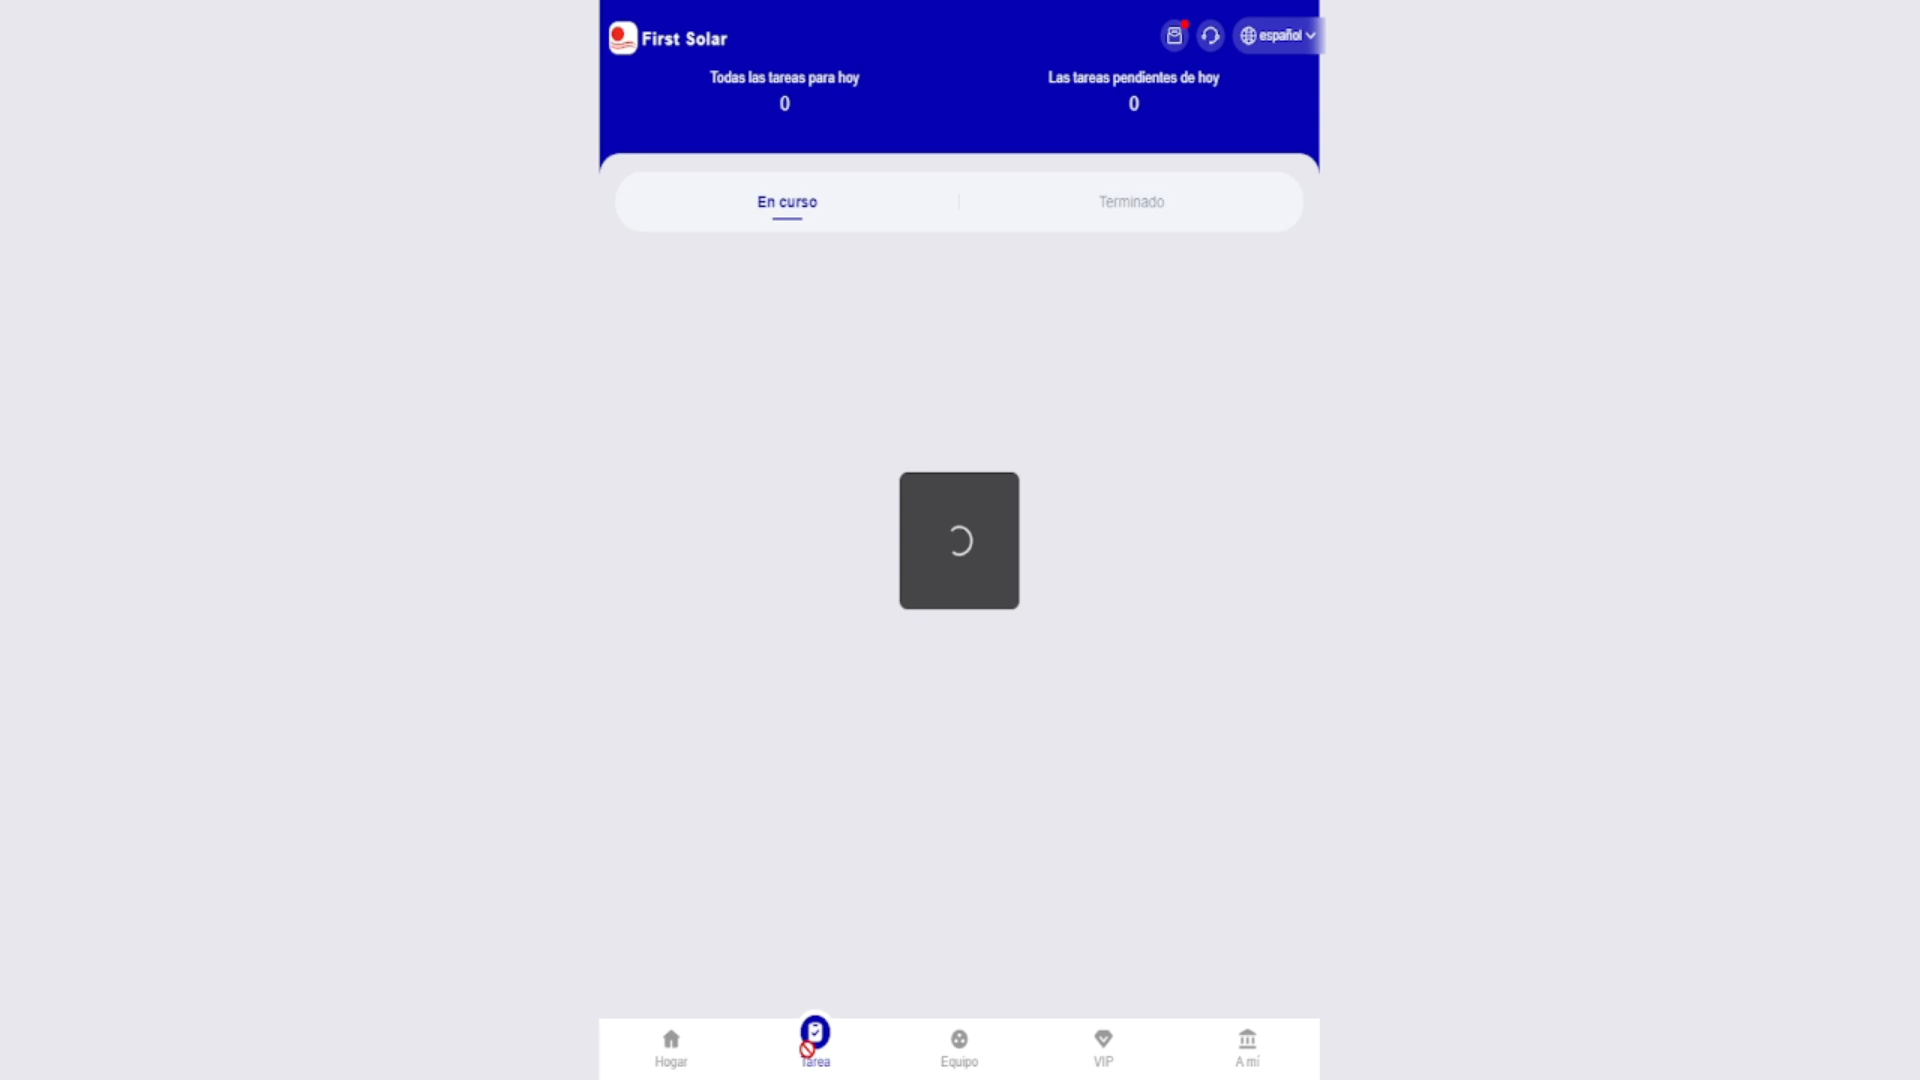 First Solar
español
Todas las tareas para hoy
0
Las tareas pendientes de hoy
0
En curso
Terminado
Hogar
Tarea
Equipo
VIP
A mí